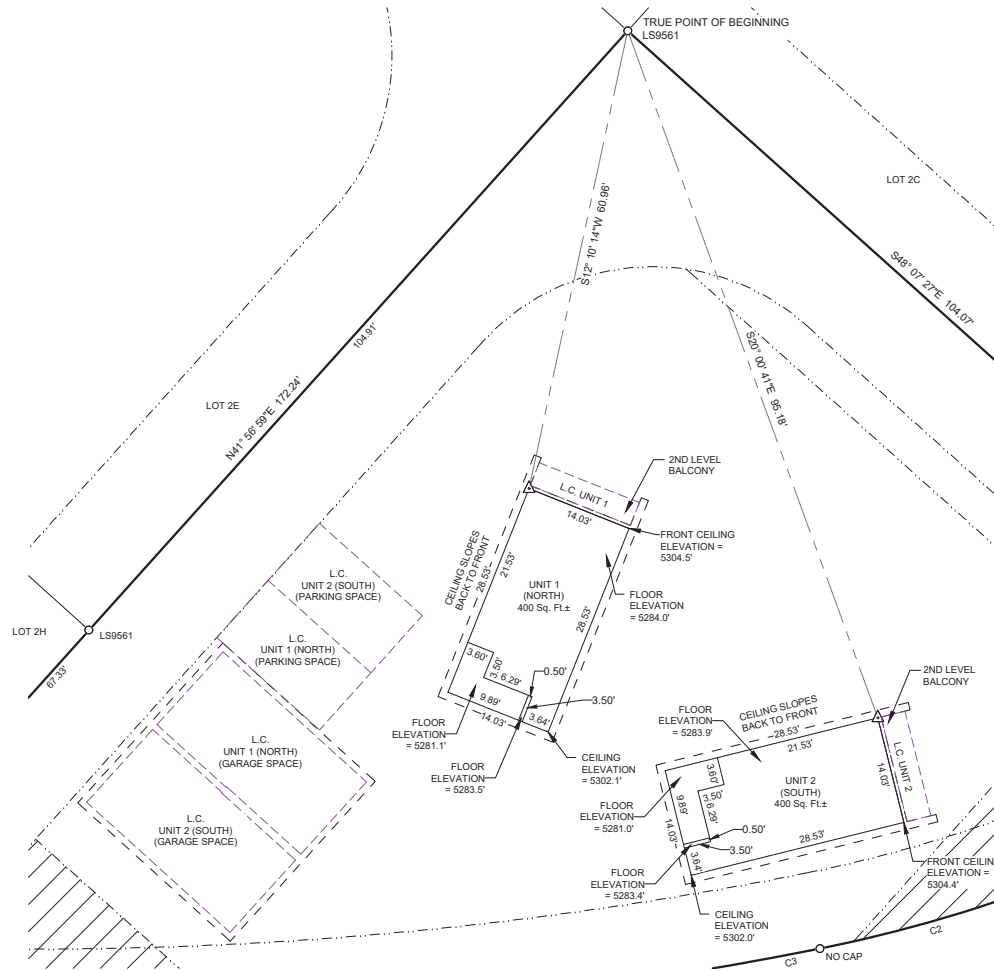 TRUE POINT OF BEGINNING
LS9561
LOT 2C
S12° 10' 14"W 60.96'
S48° 07' 27"E 104.07'
104.91'
S20° 00' 41"E 95.18'
LOT 2E
N41° 56' 59"E 172.24'
2ND LEVEL
BALCONY
L.C. UNIT 1
14.03'
FRONT CEILING
ELEVATION =
5304.5'
CEILING SLOPES
BACK TO FRONT
28.53'
21.53'
UNIT 1
(NORTH)
400 Sq. Ft.±
FLOOR
ELEVATION
= 5284.0'
28.53'
L.C.
UNIT 2 (SOUTH)
(PARKING SPACE)
LOT 2H
LS9561
L.C.
UNIT 1 (NORTH)
(PARKING SPACE)
67.33'
3.60'
3.50'
6.29'
0.50'
9.89'
3.50'
14.03'
3.64'
FLOOR
ELEVATION
= 5281.1'
FLOOR
ELEVATION
= 5283.5'
CEILING
ELEVATION
= 5302.1'
L.C.
UNIT 1 (NORTH)
(GARAGE SPACE)
L.C.
UNIT 2 (SOUTH)
(GARAGE SPACE)
2ND LEVEL
BALCONY
FLOOR
ELEVATION
= 5283.9'
CEILING SLOPES
BACK TO FRONT
28.53'
21.53'
L.C. UNIT 2
14.03'
UNIT 2
(SOUTH)
400 Sq. Ft.±
3.60'
3.50'
6.29'
9.89'
14.03'
FLOOR
ELEVATION
= 5281.0'
0.50'
28.53'
3.50'
3.64'
FLOOR
ELEVATION
= 5283.4'
FRONT CEILIN
ELEVATION =
5304.4'
CEILING
ELEVATION
= 5302.0'
C2
NO CAP
C3